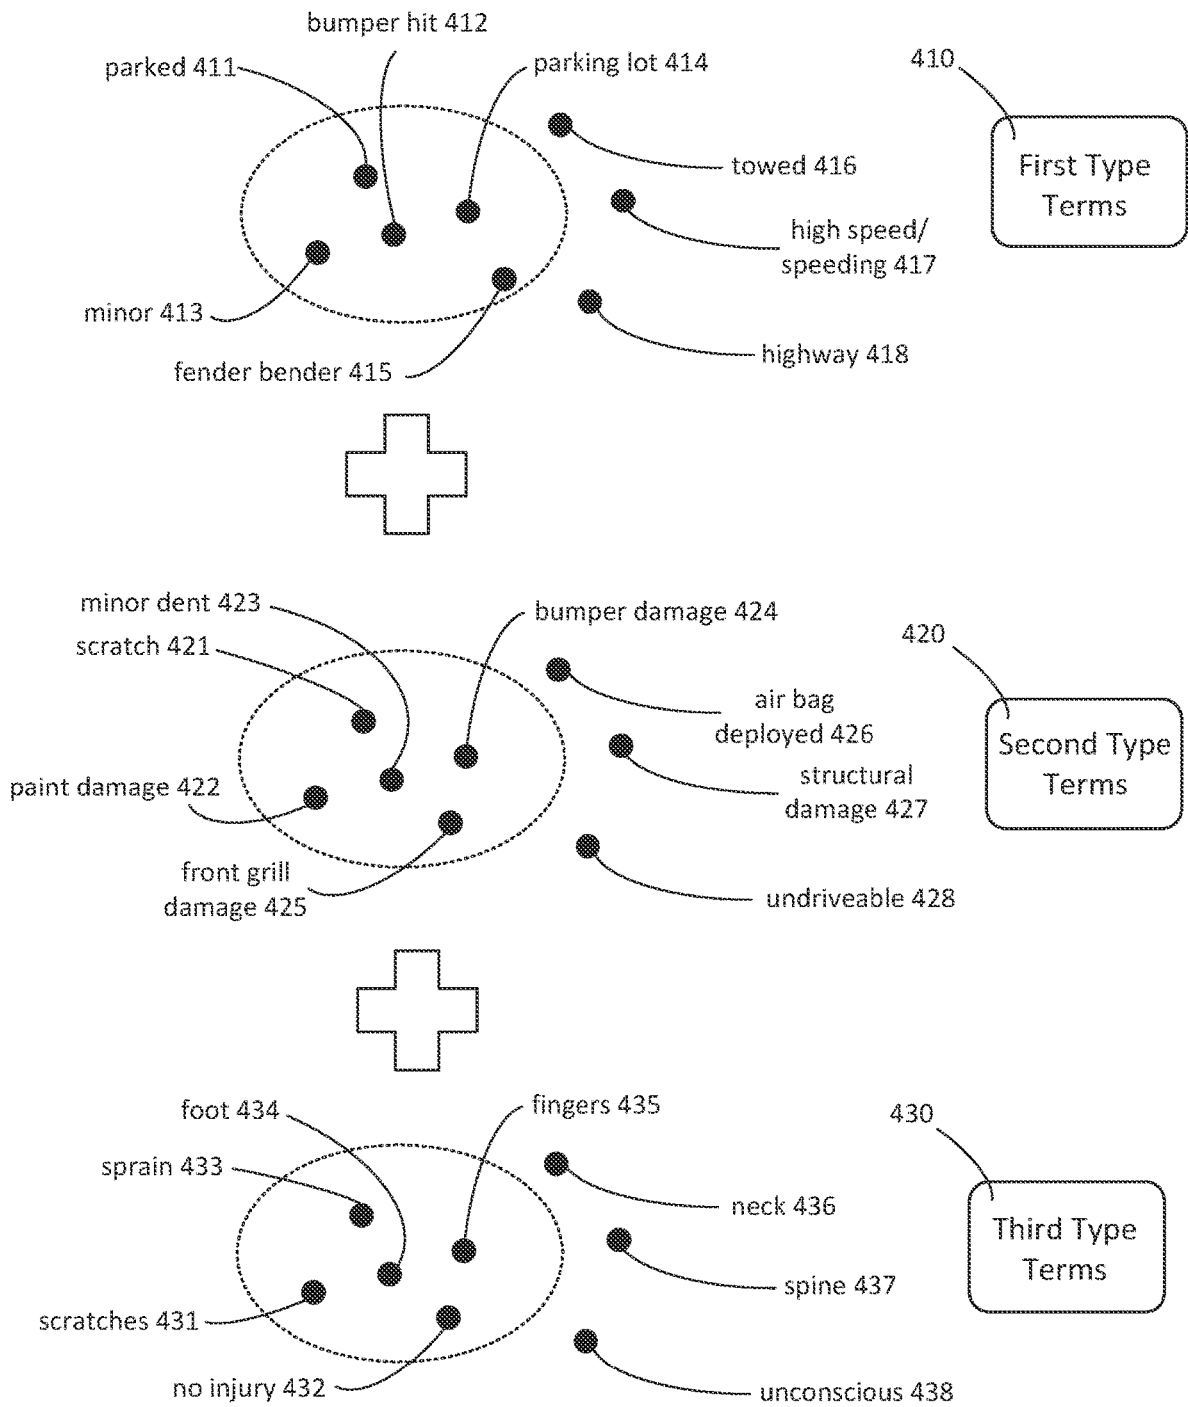 bumper hit 412
parked 411
parking lot 414
410
towed 416
First Type
Terms
high speed/
speeding 417
minor 413
highway 418
fender bender 415
minor dent 423
bumper damage 424
scratch 421
420
air bag
deployed 426
Second Type
Terms
structural
damage 427
paint damage 422
front grill
damage 425
undriveable 428
foot 434
fingers 435
430
sprain 433
neck 436
Third Type
Terms
spine 437
scratches 431
no injury 432
unconscious 438